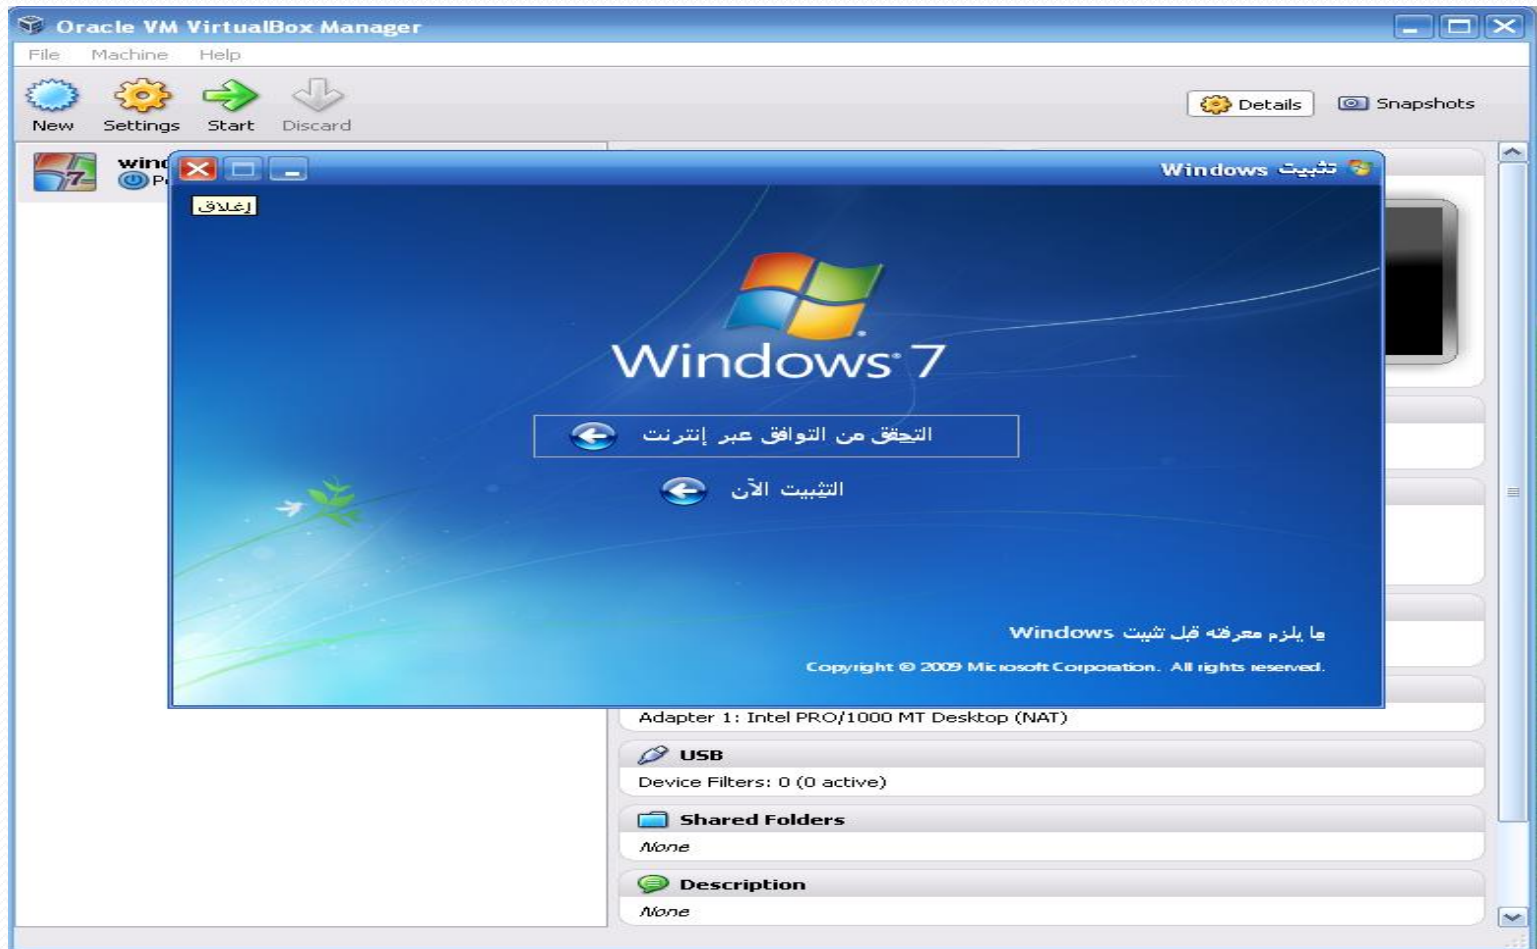 Oracle VM VirtualBox Manager
File Machine Help
New Settings Start Discard
Details Snapshots
تثبيت Windows
إغلاق
Windows 7
التحقق من التوافق عبر إنترنت
التثبيت الآن
ما يلزم معرفته قبل تثبيت Windows
Copyright © 2009 Microsoft Corporation. All rights reserved.
Adapter 1: Intel PRO/1000 MT Desktop (NAT)
USB
Device Filters: 0 (0 active)
Shared Folders
None
Description
None